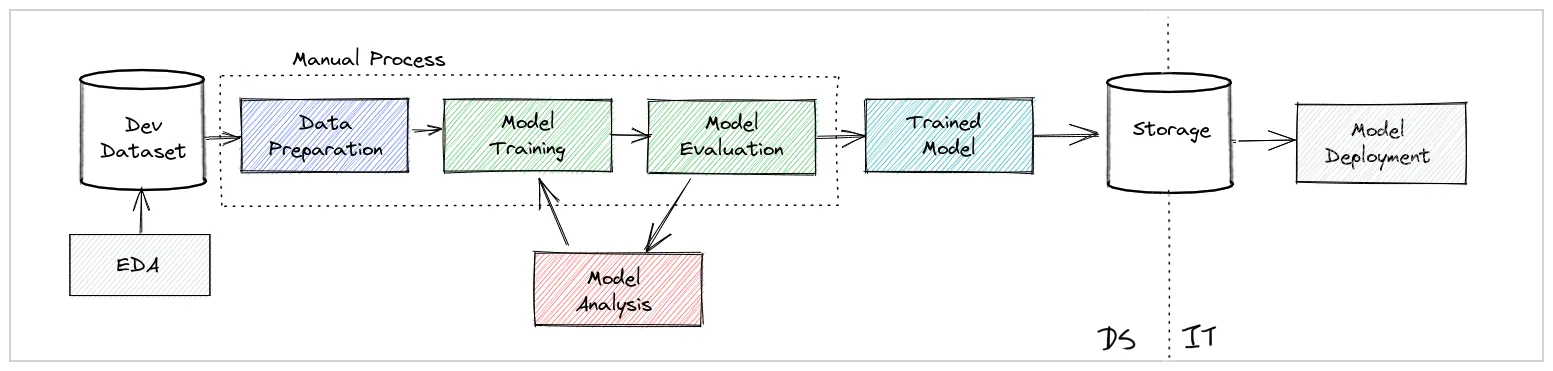 Manual Process
Dev
Dataset
Data
Preparation
Model
Training
Model
Evaluation
Trained
Model
Storage
Model
Deployment
EDA
Model
Analysis
DS
IT